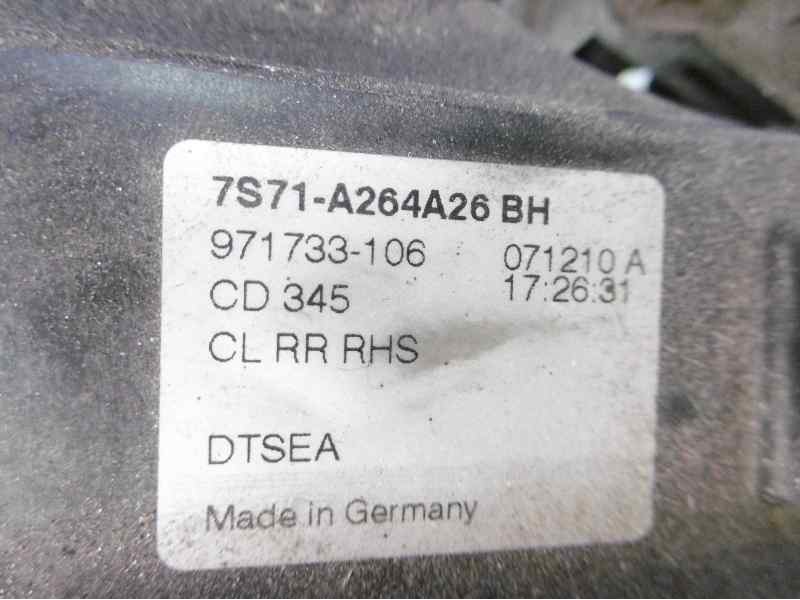 7S71-A264A26 BH
971733-106 071210 A
CD 345 17:26:31
CL RR RHS
DTSEA
Made in Germany